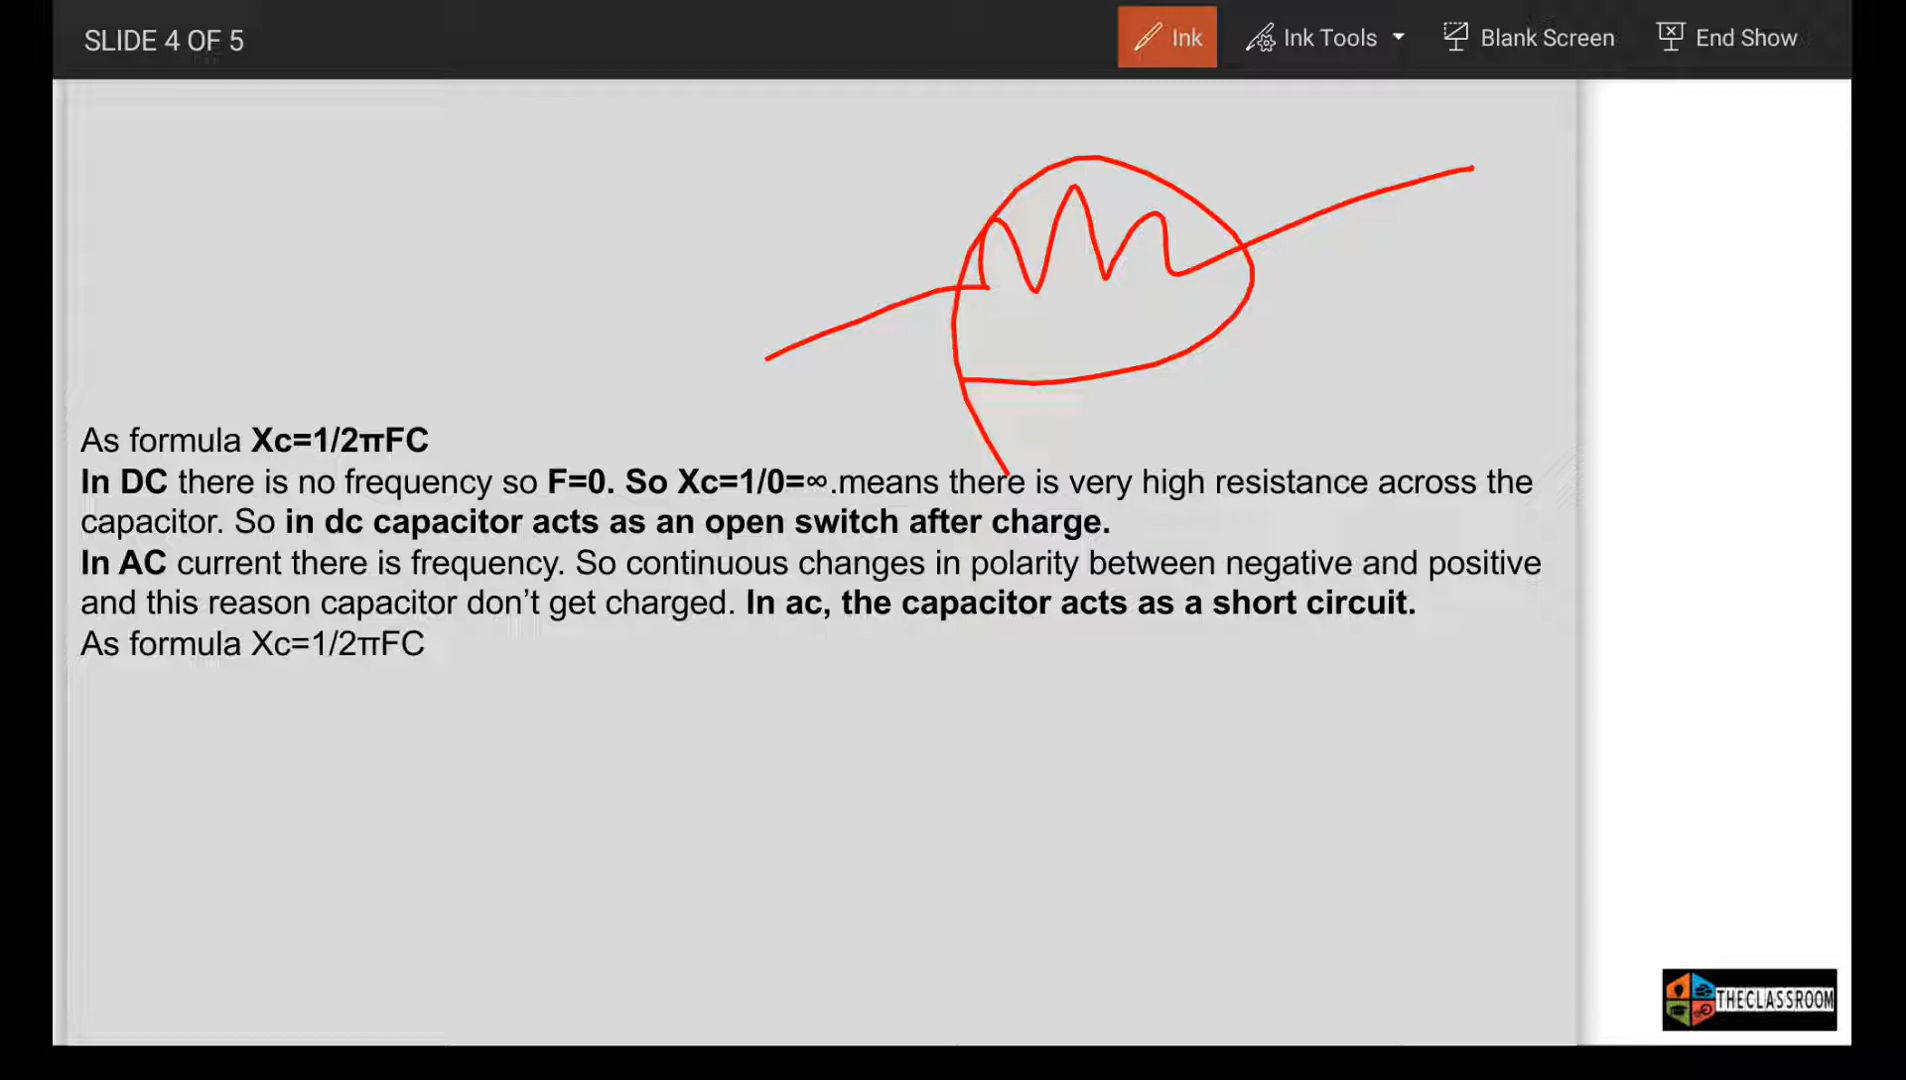 SLIDE 4 OF 5
Ink
Ink Tools
Blank Screen
End Show
As formula Xc=1/2πFC
In DC there is no frequency so F=0. So Xc=1/0=∞.means there is very high resistance across the
capacitor. So in dc capacitor acts as an open switch after charge.
In AC current there is frequency. So continuous changes in polarity between negative and positive
and this reason capacitor don’t get charged. In ac, the capacitor acts as a short circuit.
As formula Xc=1/2πFC
THECLASSROOM